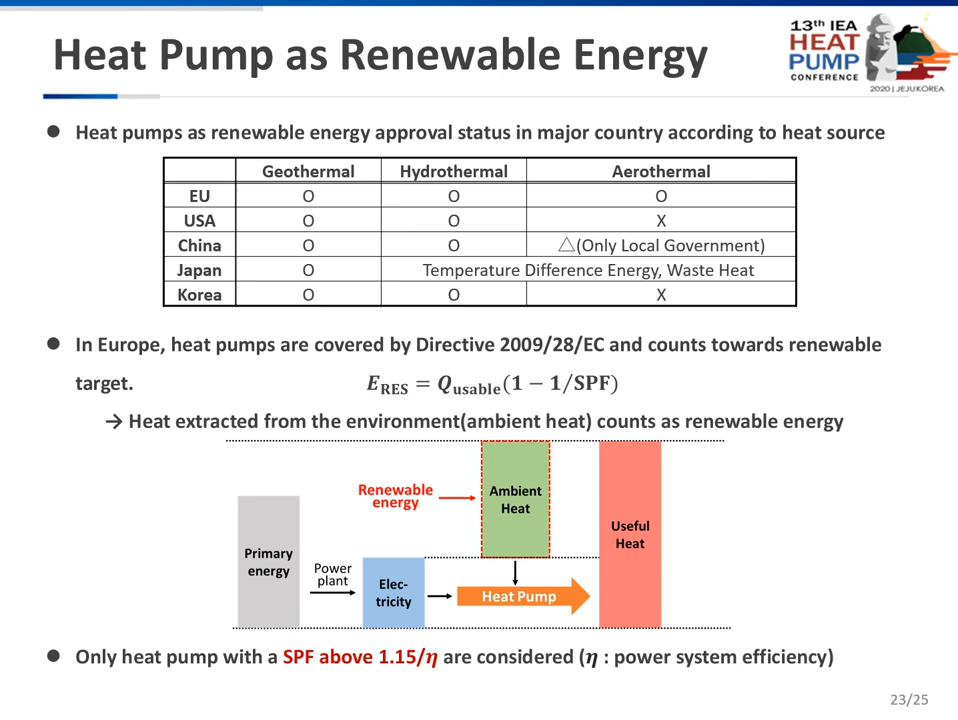 Heat Pump as Renewable Energy
13th IEA
HEAT
PUMP
CONFERENCE
2020 | JEJU KOREA
● Heat pumps as renewable energy approval status in major country according to heat source
Geothermal Hydrothermal Aerothermal
EU O O O
USA O O X
China O O △(Only Local Government)
Japan O Temperature Difference Energy, Waste Heat
Korea O O X
● In Europe, heat pumps are covered by Directive 2009/28/EC and counts towards renewable
target. E_RES = Q_usable(1 − 1/SPF)
→ Heat extracted from the environment(ambient heat) counts as renewable energy
Renewable
energy
Ambient
Heat
Useful
Heat
Primary
energy
Power
plant
Elec-
tricity
Heat Pump
● Only heat pump with a SPF above 1.15/η are considered (η : power system efficiency)
23/25